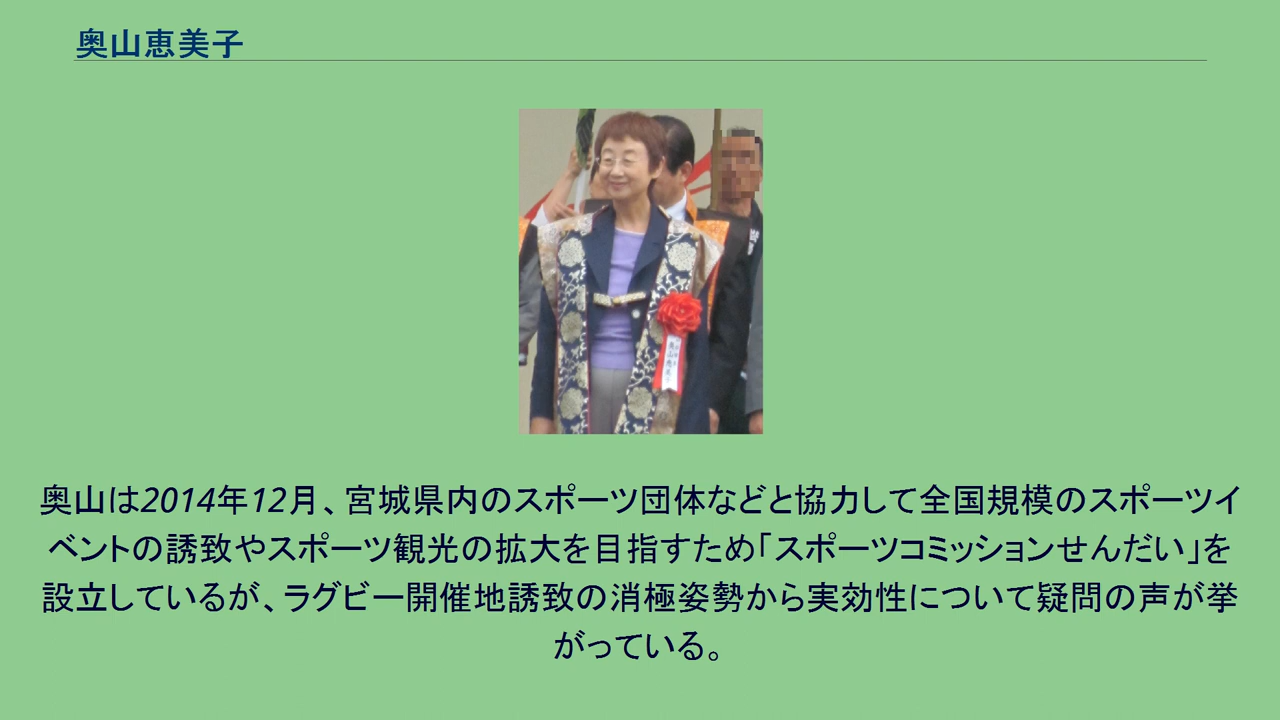 奥山恵美子
奥山は2014年12月、宮城県内のスポーツ団体などと協力して全国規模のスポーツイ
ベントの誘致やスポーツ観光の拡大を目指すため「スポーツコミッションせんだい」を
設立しているが、ラグビー開催地誘致の消極姿勢から実効性について疑問の声が挙
がっている。